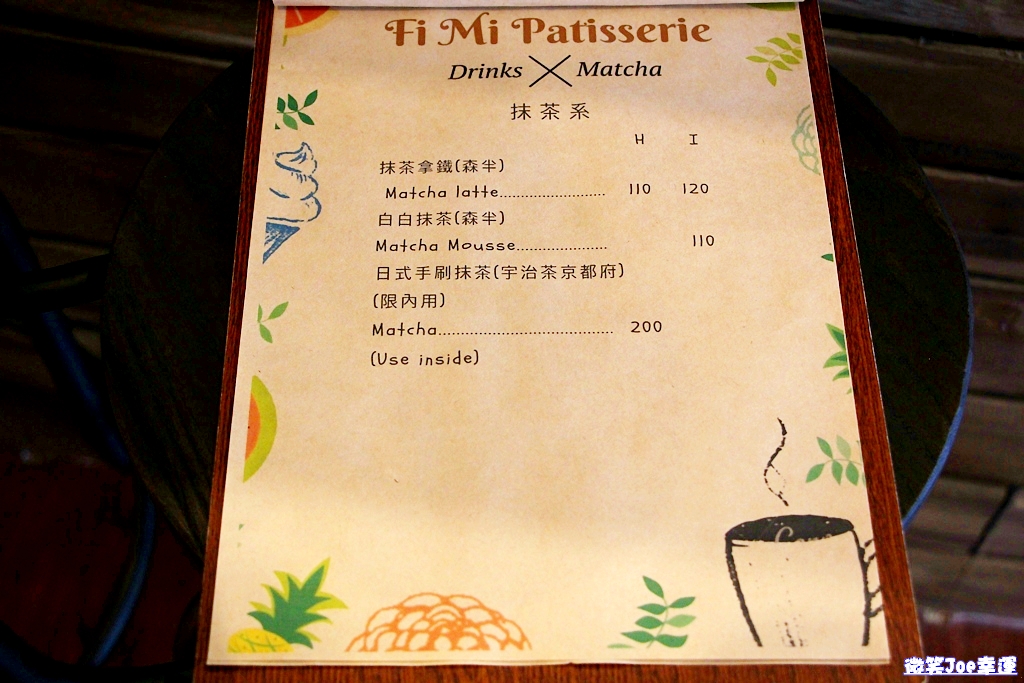 Fi Mi Patisserie
Drinks Matcha
抹茶系
H I
抹茶拿鐵(森半)
Matcha latte......................... 110 120
白白抹茶(森半)
Matcha Mousse..................... 110
日式手刷抹茶(宇治茶京都府)
(限內用)
Matcha........................................ 200
(Use inside)
微笑Joe幸運